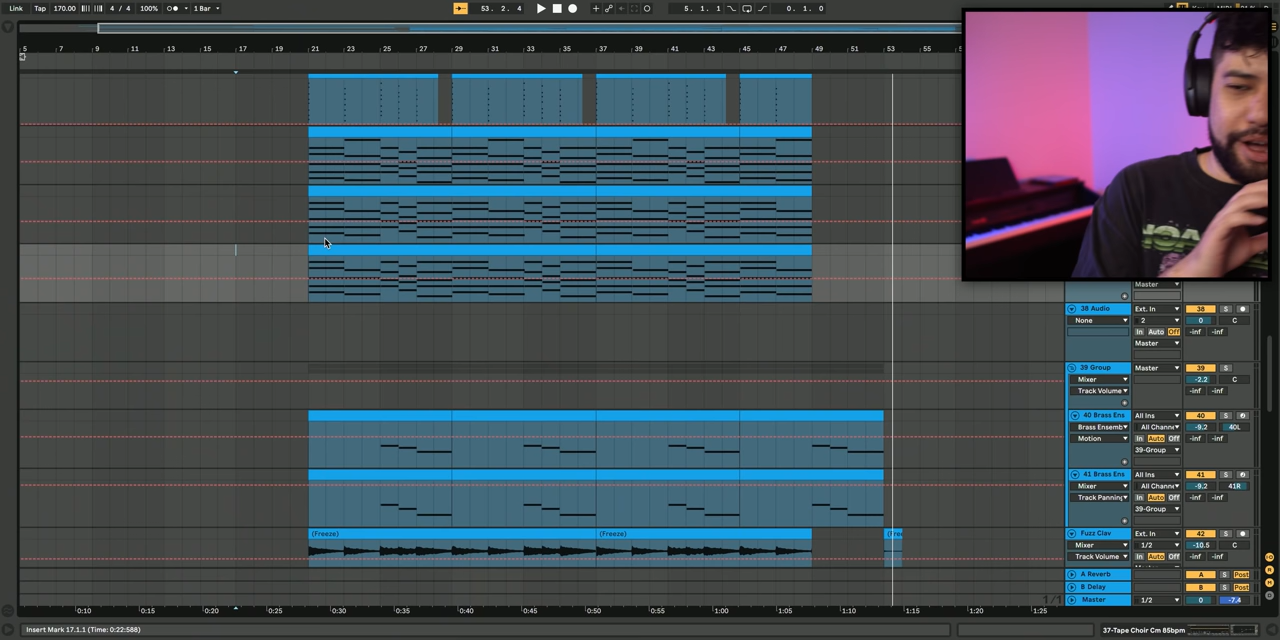 Link Tap 170.00 4 / 4 100% 1 Bar 53. 2. 4 5. 1. 1 0. 1. 0
5 7 9 11 13 15 17 19 21 23 25 27 29 31 33 35 37 39 41 43 45 47 49 51 53 55 57
Master
38 Audio Ext. In 38 S
None 2 0 C
In Auto Off -inf -inf
Master
39 Group Master 39 S
Mixer -2.2 C
Track Volume -inf -inf
40 Brass Ens All Ins 40 S
Brass Ensemb All Channe -9.2 40L
Motion In Auto Off -inf -inf
39-Group
41 Brass Ens All Ins 41 S
Mixer All Channe -9.2 41R
Track Panning In Auto Off -inf -inf
39-Group
(Freeze) (Freeze) (Fre Fuzz Clav Ext. In 42 S
Mixer 1/2 -10.5 C
Track Volume In Auto Off -inf -inf
A Reverb A S Post
B Delay B S Post
1/1 Master 1/2 0 -7.4
0:10 0:15 0:20 0:25 0:30 0:35 0:40 0:45 0:50 0:55 1:00 1:05 1:10 1:15 1:20 1:25
Insert Mark 17.1.1 (Time: 0:22:588) 37-Tape Choir Cm 85bpm